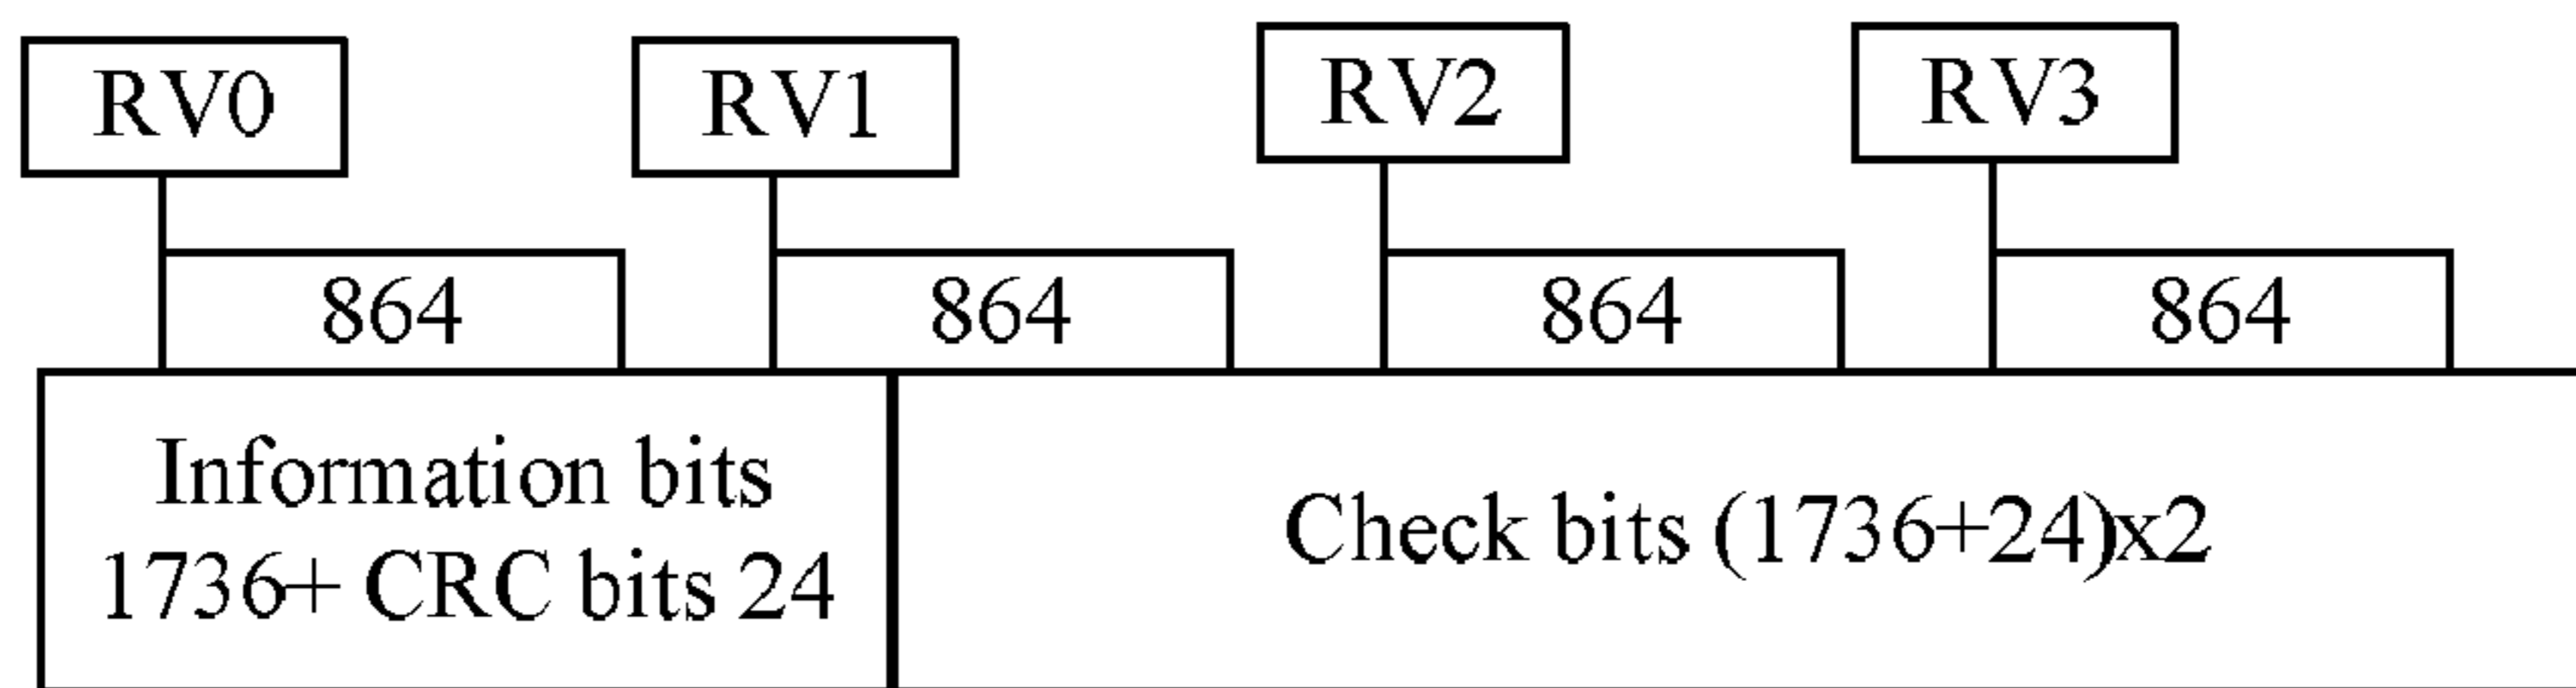 RV0
RV1
RV2
RV3
864
864
864
864
Information bits
1736+ CRC bits 24
Check bits (1736+24)x2